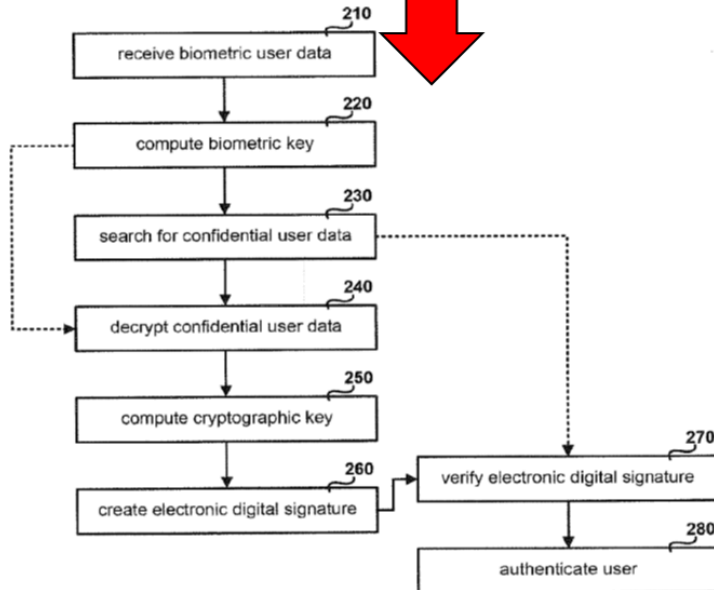 210
receive biometric user data
220
compute biometric key
230
search for confidential user data
240
decrypt confidential user data
250
compute cryptographic key
260
create electronic digital signature
270
verify electronic digital signature
280
authenticate user